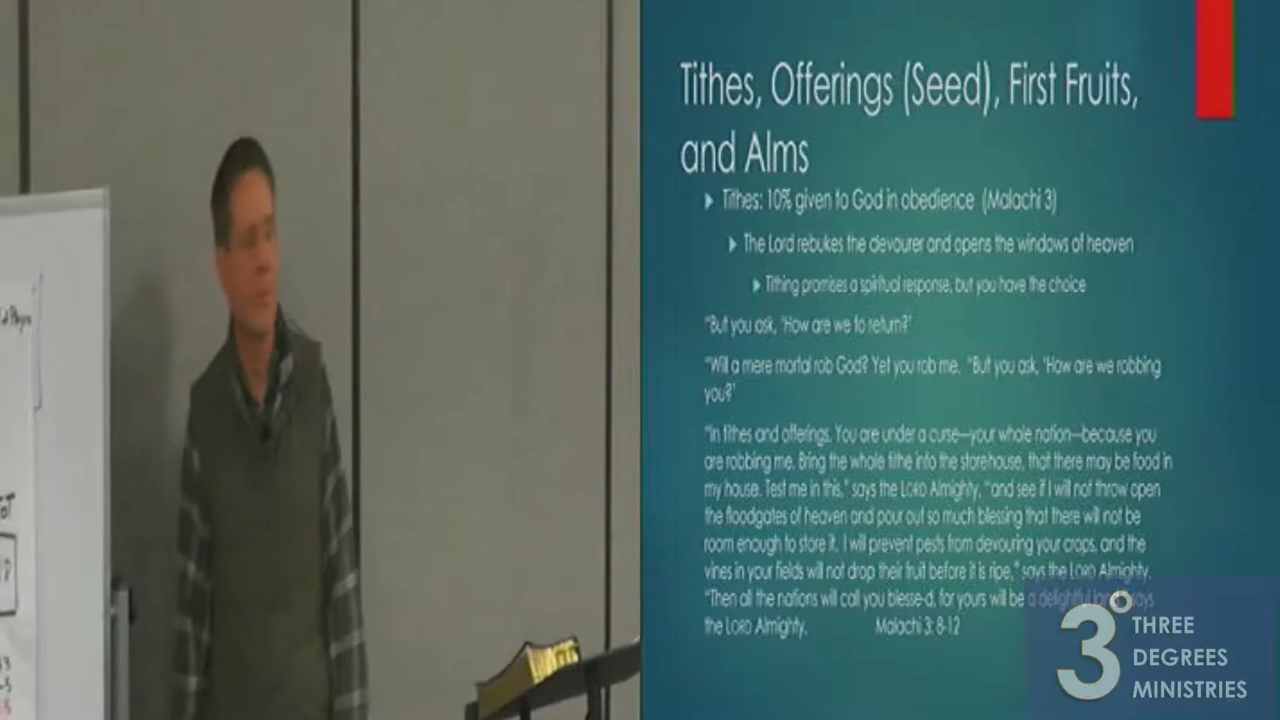 Tithes, Offerings (Seed), First Fruits,
and Alms
Tithes: 10% given to God in obedience (Malachi 3)
The Lord rebukes the devourer and opens the windows of heaven
Tithing promises a spiritual response, but you have the choice
"But you ask, 'How are we to return?'
"Will a mere mortal rob God? Yet you rob me. "But you ask, 'How are we robbing
you?'
"In tithes and offerings. You are under a curse—your whole nation—because you
are robbing me. Bring the whole tithe into the storehouse, that there may be food in
my house. Test me in this," says the LORD Almighty, "and see if I will not throw open
the floodgates of heaven and pour out so much blessing that there will not be
room enough to store it. I will prevent pests from devouring your crops, and the
vines in your fields will not drop their fruit before it is ripe," says the LORD Almighty.
"Then all the nations will call you blesse-d, for yours will be a delightful land," says
the LORD Almighty. Malachi 3: 8-12
3°
THREE
DEGREES
MINISTRIES